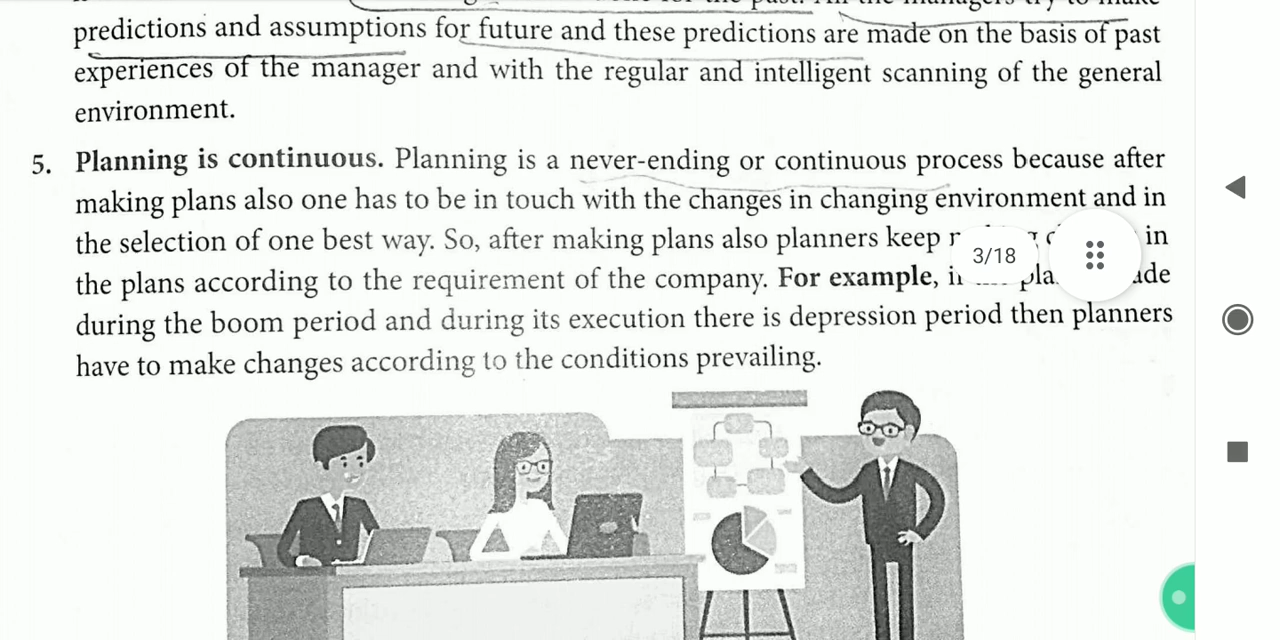 predictions and assumptions for future and these predictions are made on the basis of past
experiences of the manager and with the regular and intelligent scanning of the general
environment.
5. Planning is continuous. Planning is a never-ending or continuous process because after
making plans also one has to be in touch with the changes in changing environment and in
the selection of one best way. So, after making plans also planners keep in
3/18
the plans according to the requirement of the company. For example,
during the boom period and during its execution there is depression period then planners
have to make changes according to the conditions prevailing.